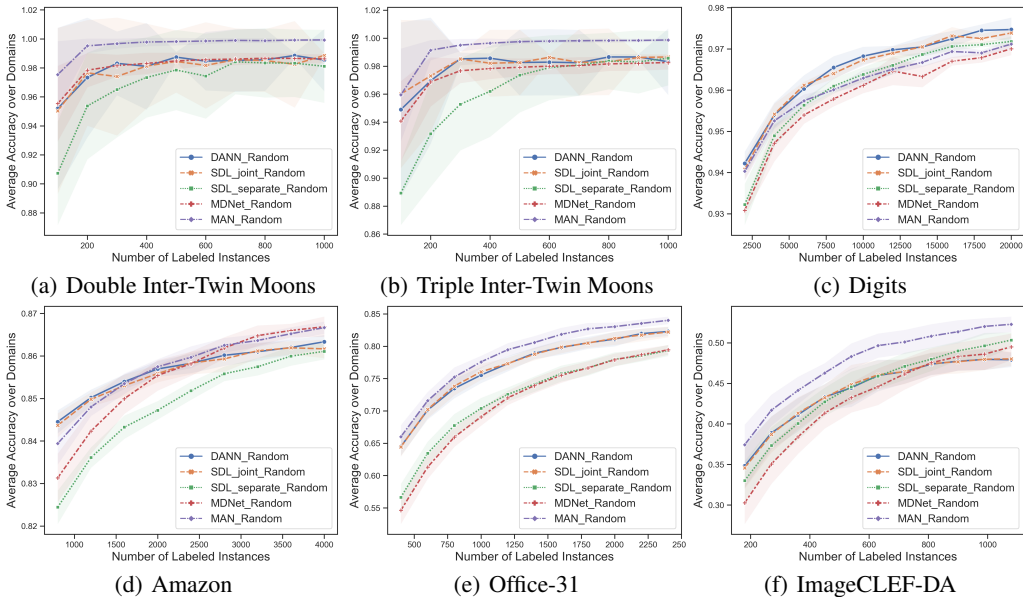 Average Accuracy over Domains
1.02
1.00
0.98
0.96
0.94
0.92
0.90
0.88
200 400 600 800 1000
Number of Labeled Instances
DANN_Random
SDL_joint_Random
SDL_separate_Random
MDNet_Random
MAN_Random
(a) Double Inter-Twin Moons
Average Accuracy over Domains
1.02
1.00
0.98
0.96
0.94
0.92
0.90
0.88
0.86
200 400 600 800 1000
Number of Labeled Instances
DANN_Random
SDL_joint_Random
SDL_separate_Random
MDNet_Random
MAN_Random
(b) Triple Inter-Twin Moons
Average Accuracy over Domains
0.97
0.96
0.95
0.94
0.93
2500 5000 7500 10000 12500 15000 17500 20000
Number of Labeled Instances
DANN_Random
SDL_joint_Random
SDL_separate_Random
MDNet_Random
MAN_Random
(c) Digits
Average Accuracy over Domains
0.87
0.86
0.85
0.84
0.83
0.82
1000 1500 2000 2500 3000 3500 4000
Number of Labeled Instances
DANN_Random
SDL_joint_Random
SDL_separate_Random
MDNet_Random
MAN_Random
(d) Amazon
Average Accuracy over Domains
0.85
0.80
0.75
0.70
0.65
0.60
0.55
500 750 1000 1250 1500 1750 2000 2250 250
Number of Labeled Instances
DANN_Random
SDL_joint_Random
SDL_separate_Random
MDNet_Random
MAN_Random
(e) Office-31
Average Accuracy over Domains
0.50
0.45
0.40
0.35
0.30
200 400 600 800 1000
Number of Labeled Instances
DANN_Random
SDL_joint_Random
SDL_separate_Random
MDNet_Random
MAN_Random
(f) ImageCLEF-DA